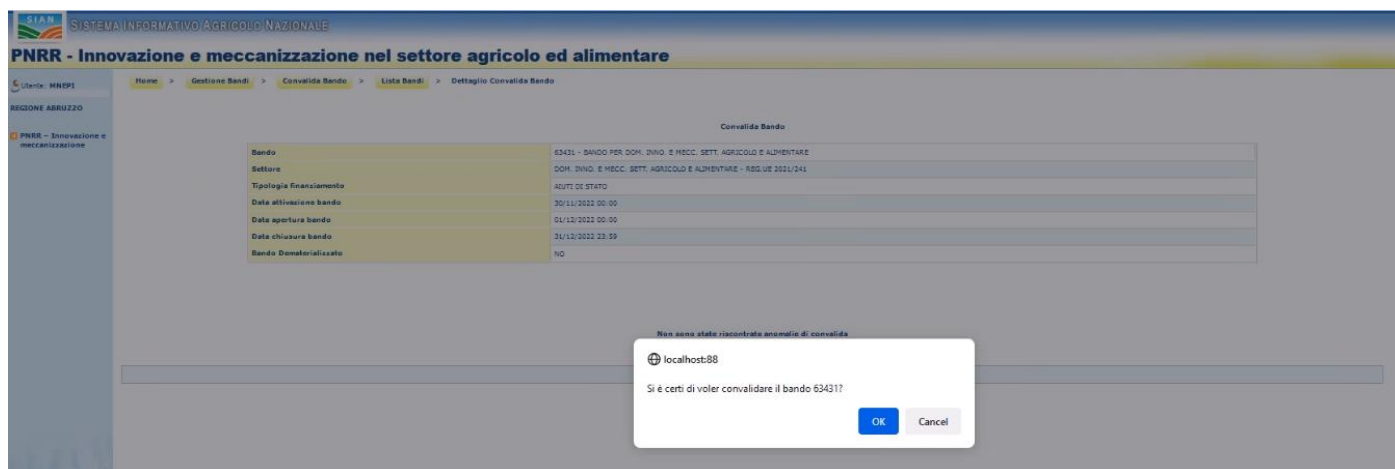 SIAN SISTEMA INFORMATIVO AGRICOLO NAZIONALE
PNRR - Innovazione e meccanizzazione nel settore agricolo ed alimentare
Utente: MNEPI
Home > Gestione Bandi > Convalida Bando > Lista Bandi > Dettaglio Convalida Bando
REGIONE ABRUZZO
PNRR – Innovazione e
meccanizzazione
Convalida Bando
Bando 63431 - BANDO PER DOM. INNO. E MECC. SETT. AGRICOLO E ALIMENTARE
Settore DOM. INNO. E MECC. SETT. AGRICOLO E ALIMENTARE - REG.UE 2021/241
Tipologia finanziamento AIUTI DI STATO
Data attivazione bando 30/11/2022 00:00
Data apertura bando 01/12/2022 00:00
Data chiusura bando 31/12/2022 23:59
Bando Dematerializzato NO
Non sono state riscontrate anomalie di convalida
localhost:88
Si è certi di voler convalidare il bando 63431?
OK Cancel